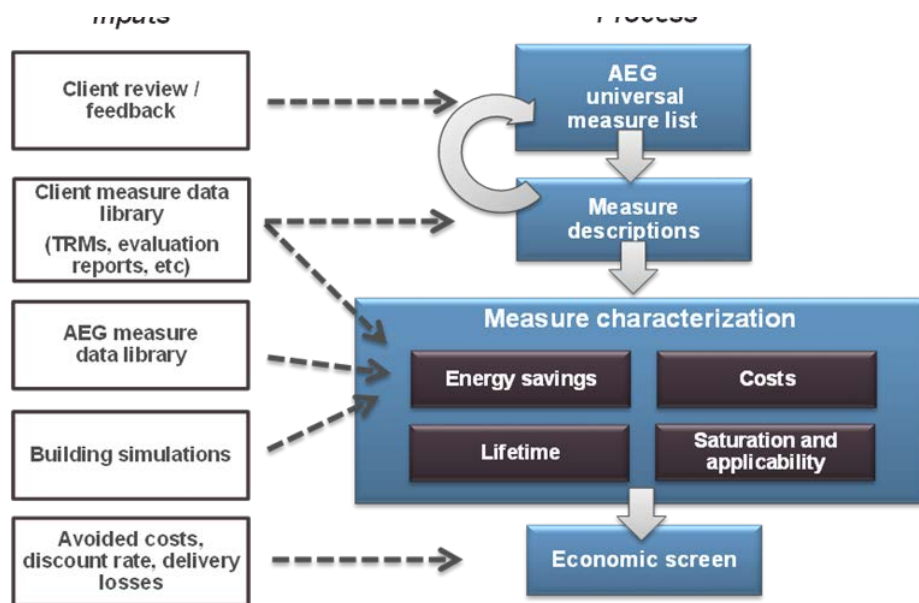 Inputs
Process
Client review /
feedback
AEG
universal
measure list
Client measure data
library
(TRMs, evaluation
reports, etc)
Measure
descriptions
AEG measure
data library
Measure characterization
Energy savings
Costs
Lifetime
Saturation and
applicability
Building simulations
Avoided costs,
discount rate, delivery
losses
Economic screen